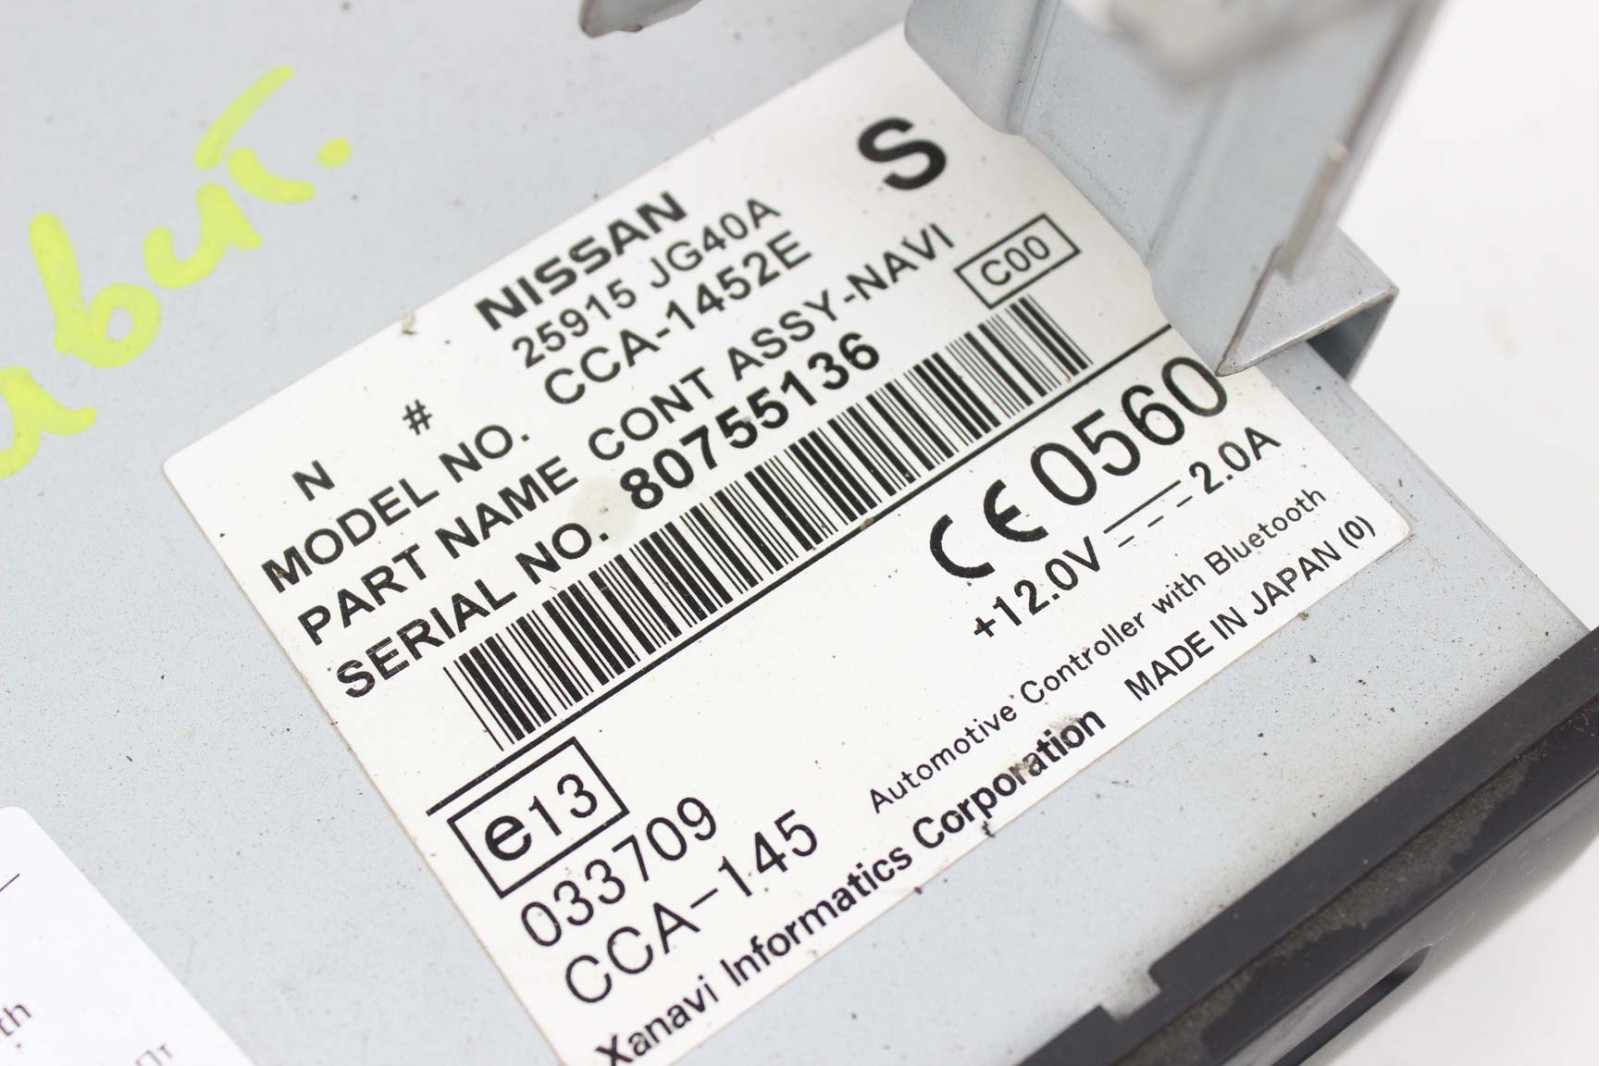 NISSAN S
N # 25915 JG40A
MODEL NO. CCA-1452E
PART NAME CONT ASSY-NAVI C00
SERIAL NO. 80755136
CE0560
+12.0V 2.0A
e13
033709
CCA-145
Automotive Controller with Bluetooth
Xanavi Informatics Corporation MADE IN JAPAN (0)
th